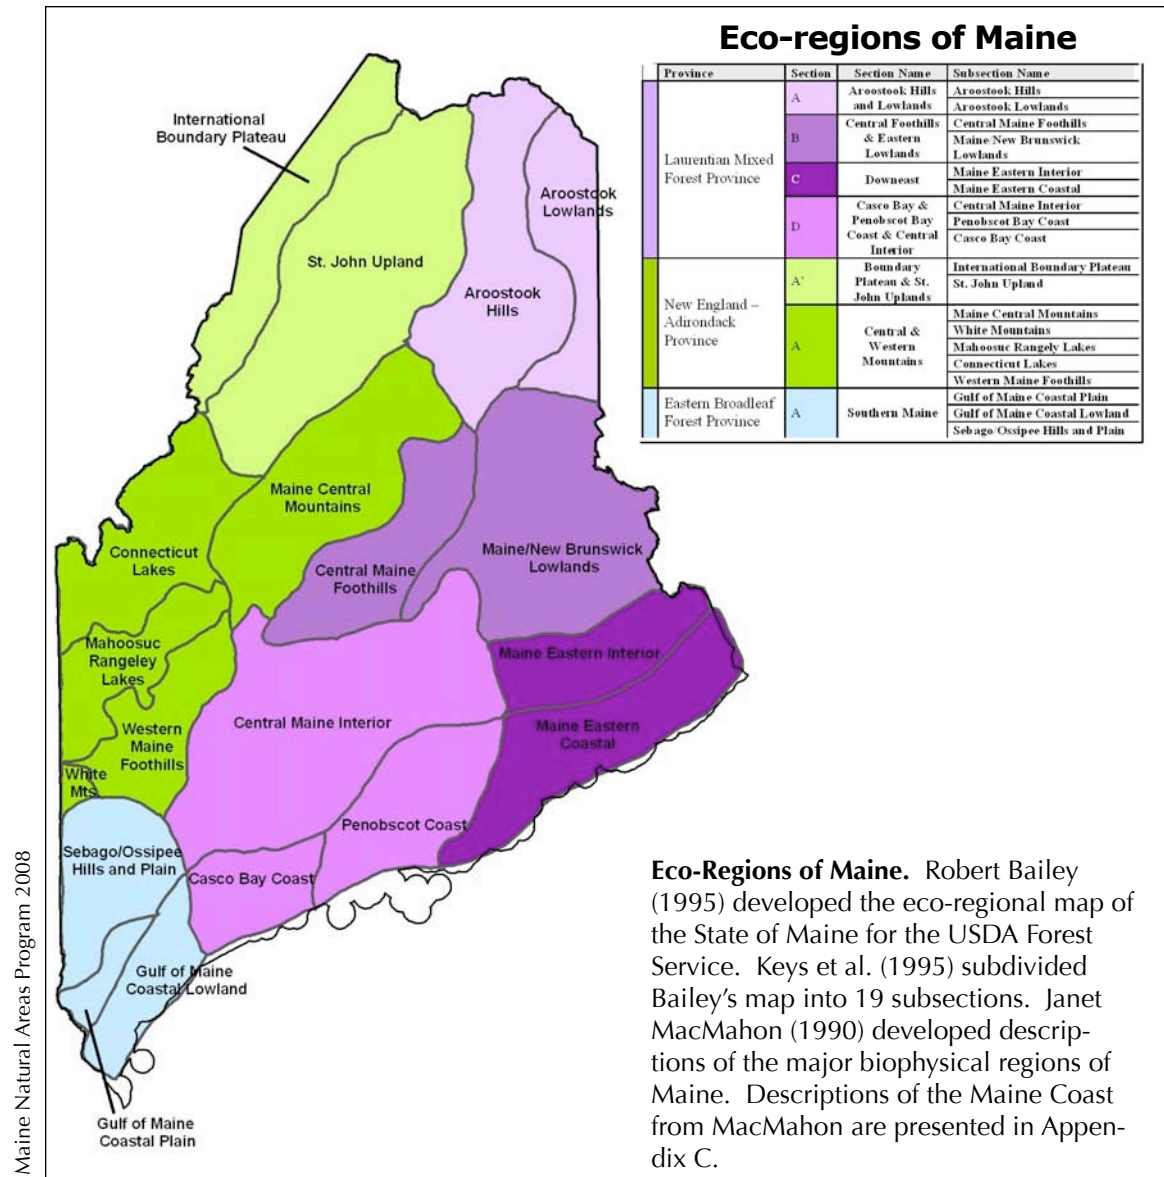 Eco-regions of Maine
Province Section Section Name Subsection Name
Laurentian Mixed
Forest Province
A
Aroostook Hills
and Lowlands
Aroostook Hills
Aroostook Lowlands
B
Central Foothills
& Eastern
Lowlands
Central Maine Foothills
Maine/New Brunswick
Lowlands
C
Downeast
Maine Eastern Interior
Maine Eastern Coastal
D
Casco Bay &
Penobscot Bay
Coast & Central
Interior
Central Maine Interior
Penobscot Bay Coast
Casco Bay Coast
New England –
Adirondack
Province
A'
Boundary
Plateau & St.
John Uplands
International Boundary Plateau
St. John Upland
A
Central &
Western
Mountains
Maine Central Mountains
White Mountains
Mahoosuc Rangely Lakes
Connecticut Lakes
Western Maine Foothills
Eastern Broadleaf
Forest Province
A
Southern Maine
Gulf of Maine Coastal Plain
Gulf of Maine Coastal Lowland
Sebago/Ossipee Hills and Plain
International
Boundary Plateau
Aroostook
Lowlands
St. John Upland
Aroostook
Hills
Maine Central
Mountains
Connecticut
Lakes
Central Maine
Foothills
Maine/New Brunswick
Lowlands
Mahoosuc
Rangeley
Lakes
Maine Eastern Interior
Central Maine Interior
Maine Eastern
Coastal
Western
Maine
Foothills
White
Mts.
Penobscot Coast
Sebago/Ossipee
Hills and Plain
Casco Bay Coast
Gulf of Maine
Coastal Lowland
Gulf of Maine
Coastal Plain
Eco-Regions of Maine. Robert Bailey
(1995) developed the eco-regional map of
the State of Maine for the USDA Forest
Service. Keys et al. (1995) subdivided
Bailey's map into 19 subsections. Janet
MacMahon (1990) developed descrip-
tions of the major biophysical regions of
Maine. Descriptions of the Maine Coast
from MacMahon are presented in Appen-
dix C.
Maine Natural Areas Program 2008